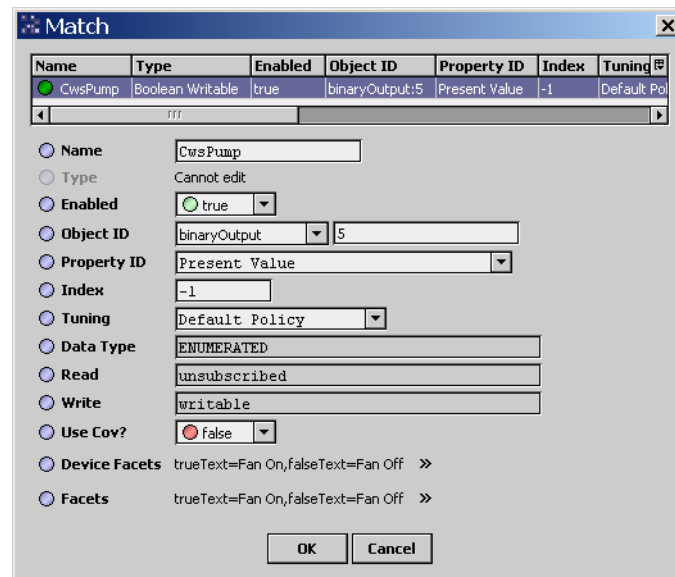 Match
Name Type Enabled Object ID Property ID Index Tuning
CwsPump Boolean Writable true binaryOutput:5 Present Value -1 Default Pol
Name CwsPump
Type Cannot edit
Enabled true
Object ID binaryOutput 5
Property ID Present Value
Index -1
Tuning Default Policy
Data Type ENUMERATED
Read unsubscribed
Write writable
Use Cov? false
Device Facets trueText=Fan On,falseText=Fan Off »
Facets trueText=Fan On,falseText=Fan Off »
OK Cancel